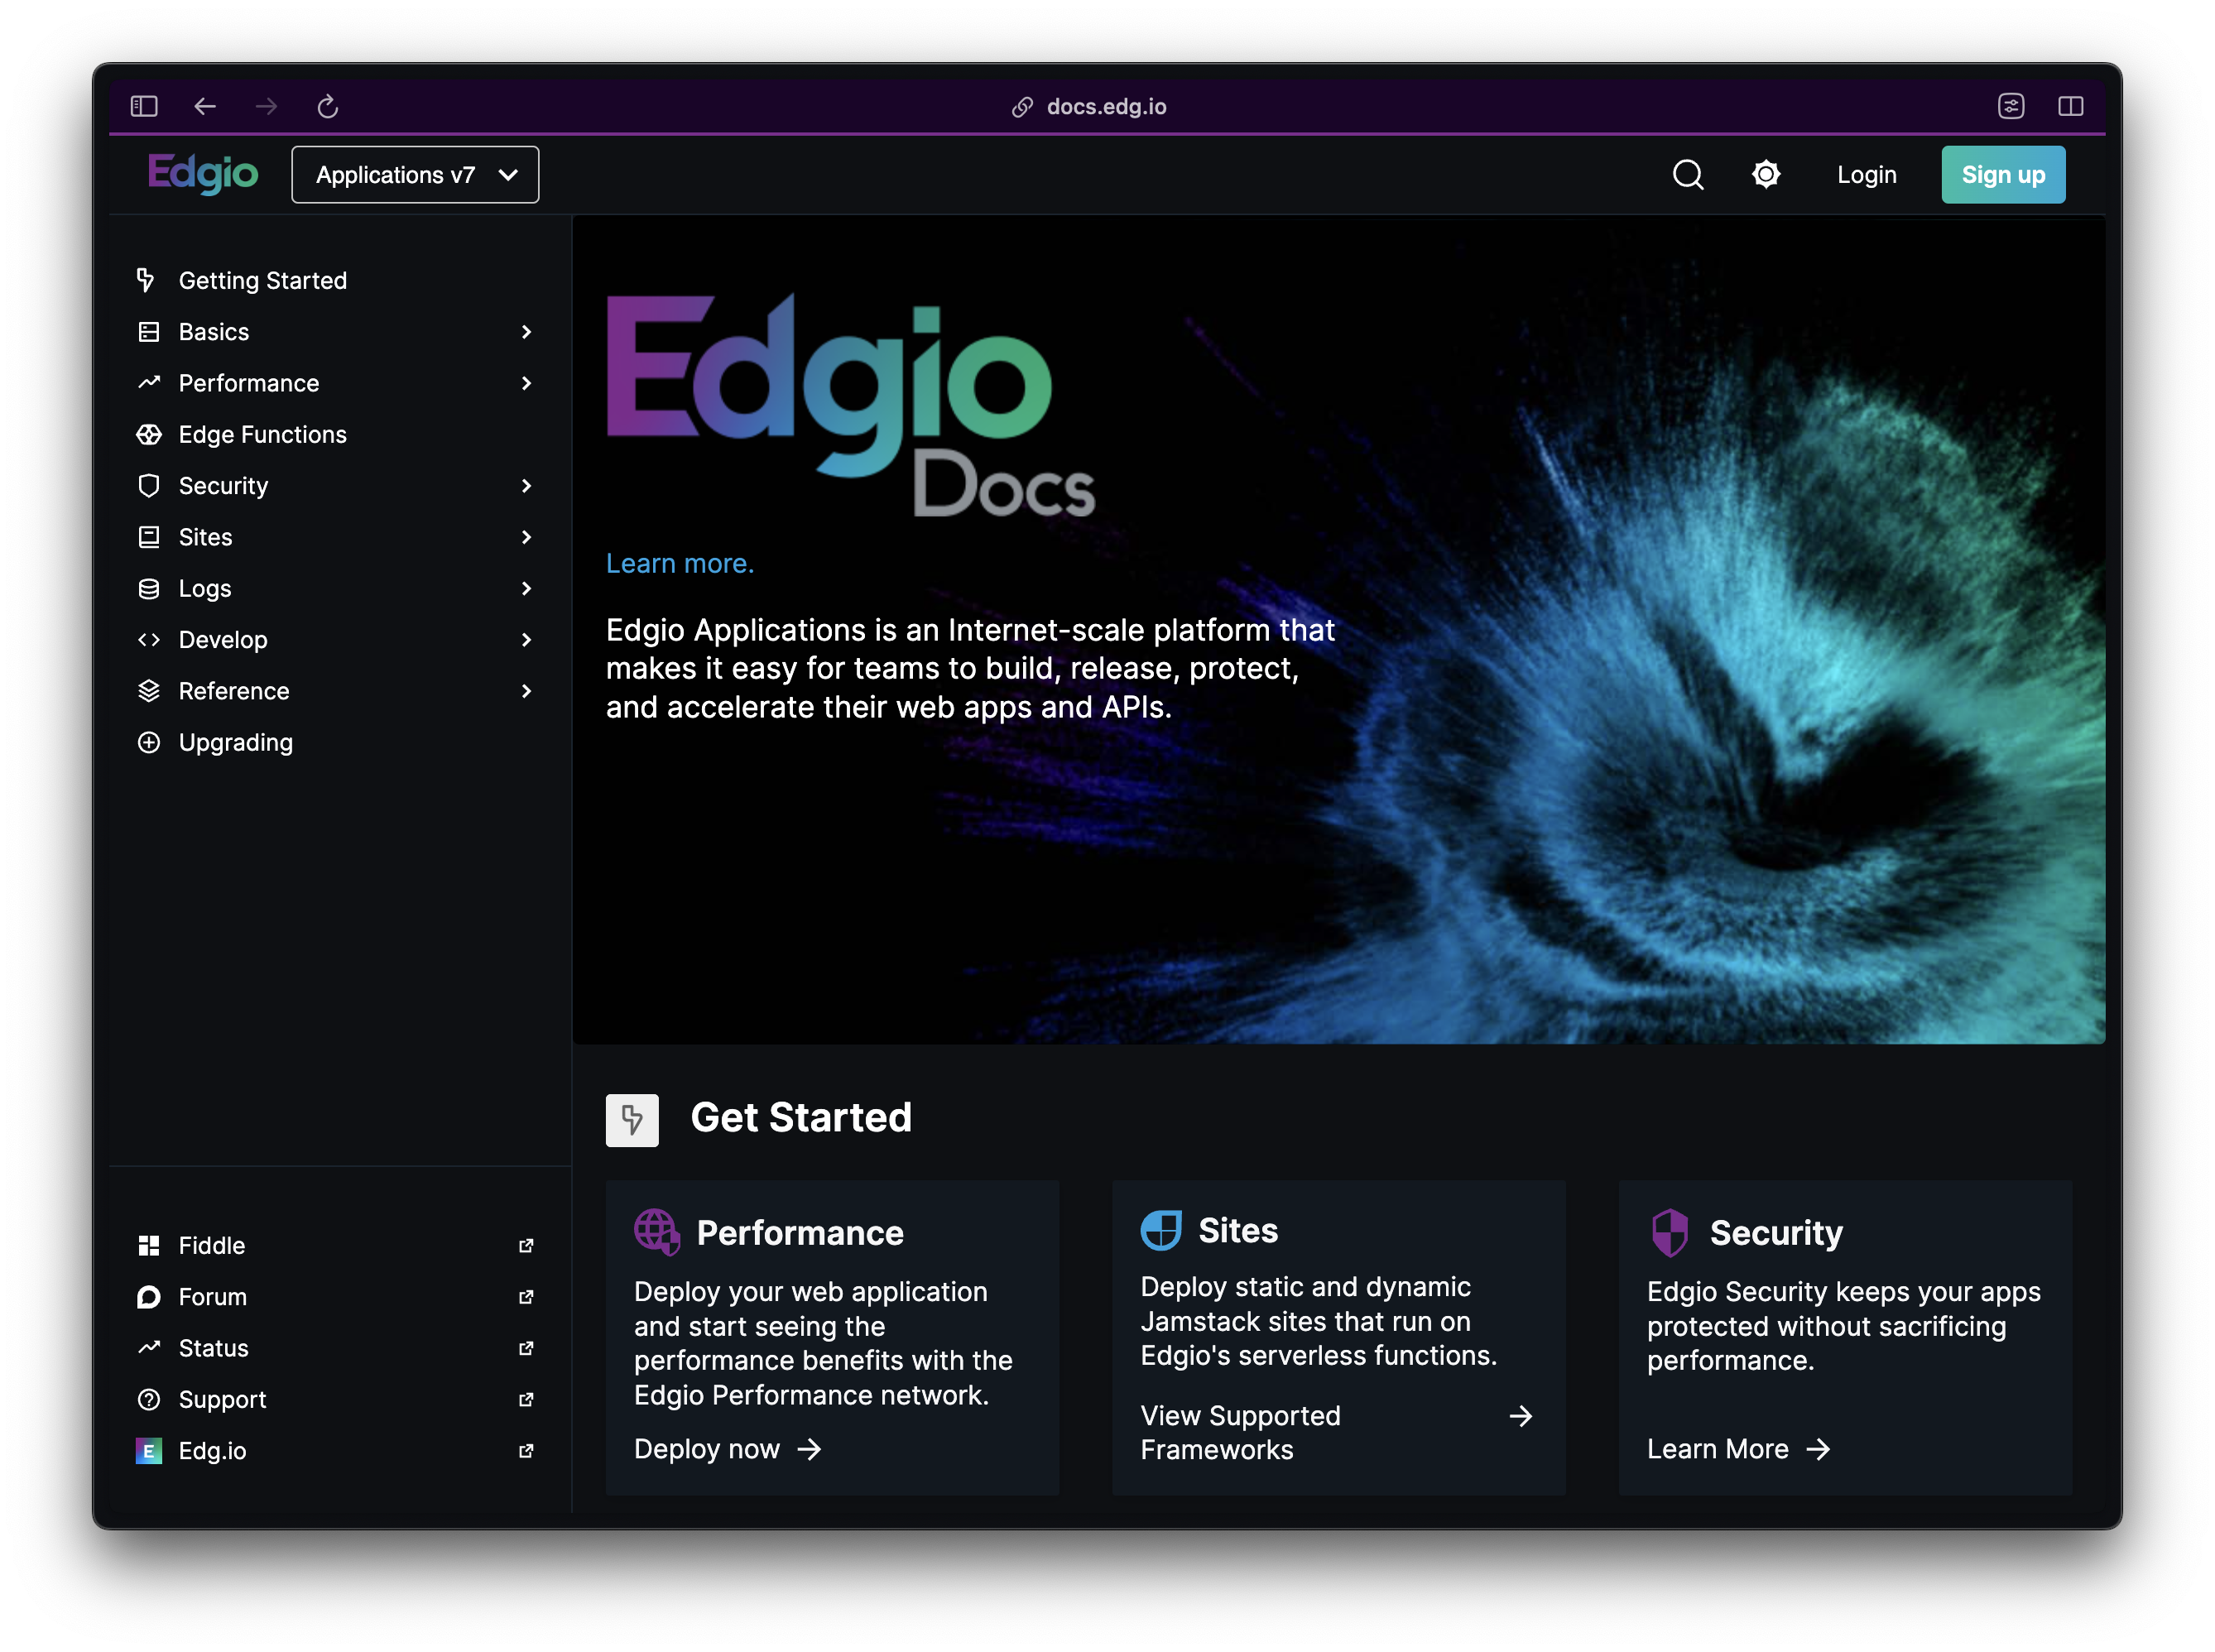 docs.edg.io
Edgio
Applications v7
Login
Sign up
Getting Started
Basics
Performance
Edge Functions
Security
Sites
Logs
Develop
Reference
Upgrading
Fiddle
Forum
Status
Support
E
Edg.io
Edgio
Docs
Learn more.
Edgio Applications is an Internet-scale platform that
makes it easy for teams to build, release, protect,
and accelerate their web apps and APIs.
Get Started
Performance
Deploy your web application
and start seeing the
performance benefits with the
Edgio Performance network.
Deploy now
Sites
Deploy static and dynamic
Jamstack sites that run on
Edgio's serverless functions.
View Supported
Frameworks
Security
Edgio Security keeps your apps
protected without sacrificing
performance.
Learn More